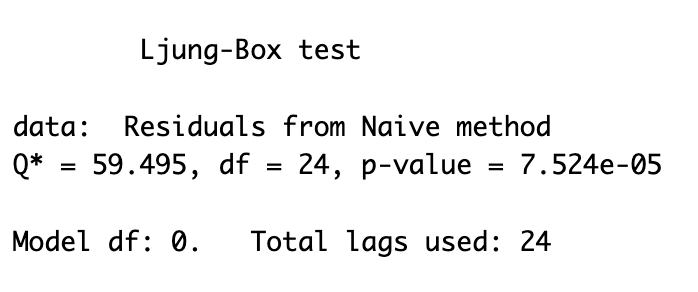 Ljung-Box test
data:  Residuals from Naive method
Q* = 59.495, df = 24, p-value = 7.524e-05
Model df: 0.   Total lags used: 24